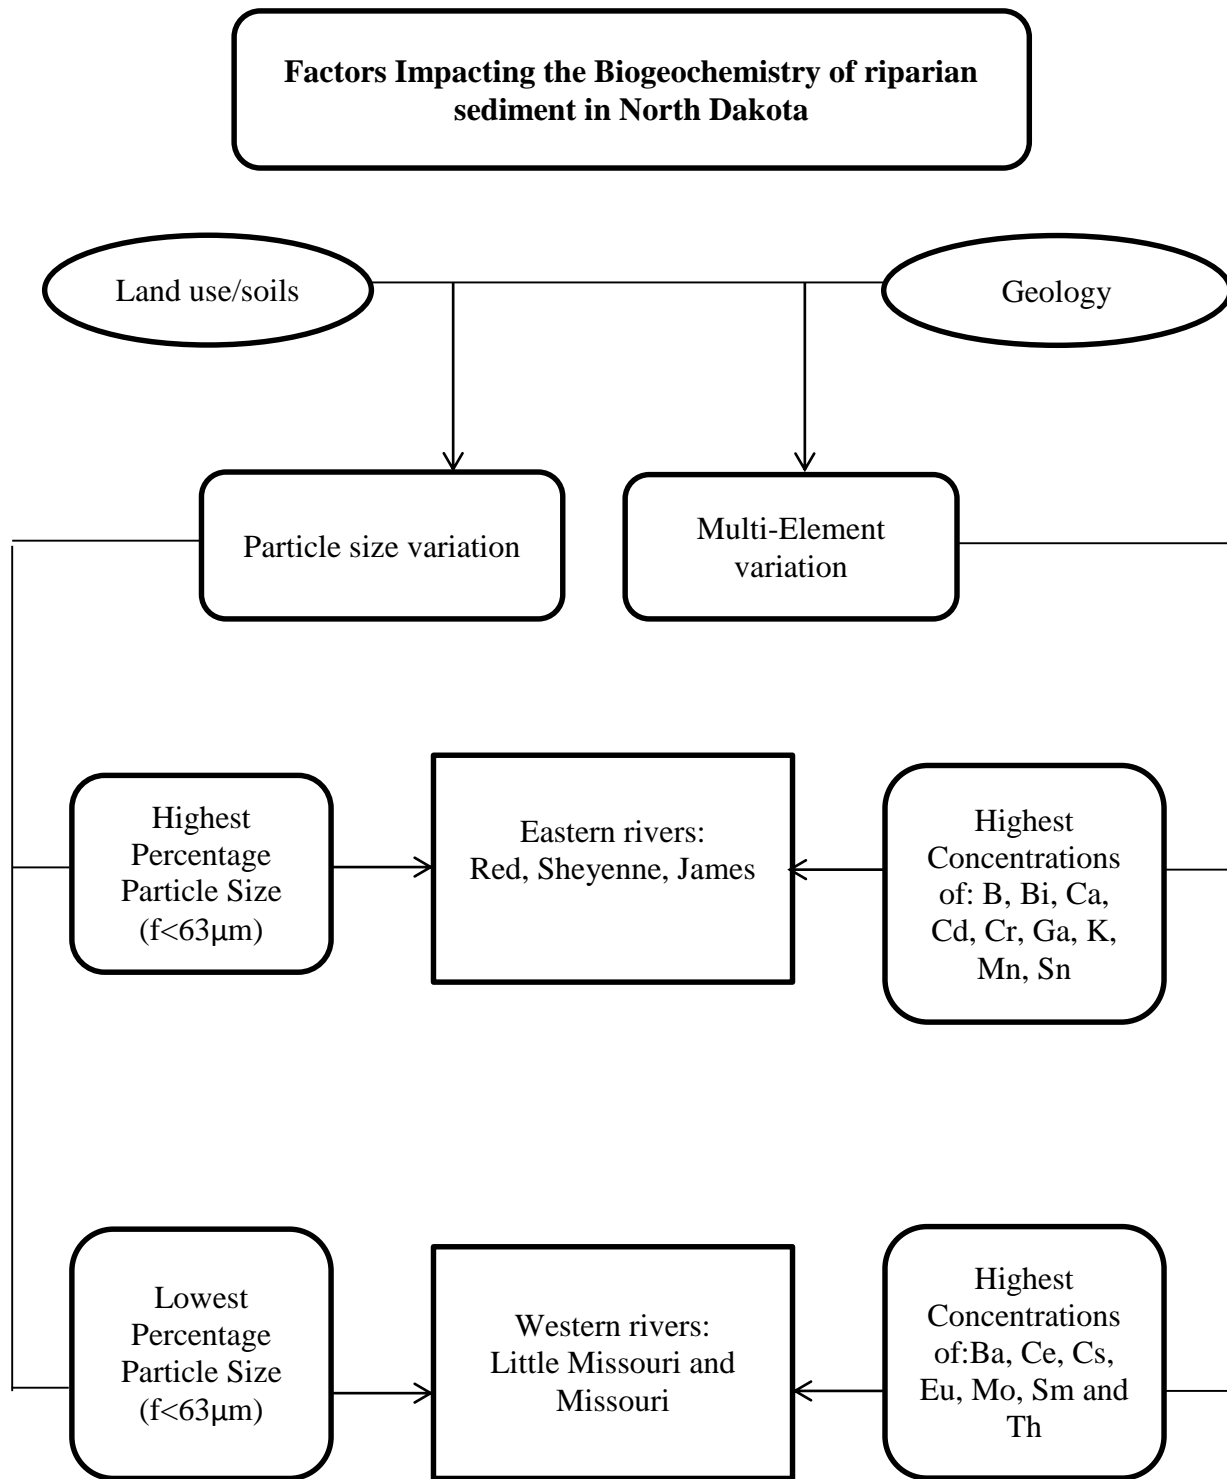 Factors Impacting the Biogeochemistry of riparian
sediment in North Dakota
Land use/soils
Geology
Particle size variation
Multi-Element
variation
Highest
Percentage
Particle Size
(f<63µm)
Eastern rivers:
Red, Sheyenne, James
Highest
Concentrations
of: B, Bi, Ca,
Cd, Cr, Ga, K,
Mn, Sn
Lowest
Percentage
Particle Size
(f<63µm)
Western rivers:
Little Missouri and
Missouri
Highest
Concentrations
of:Ba, Ce, Cs,
Eu, Mo, Sm and
Th